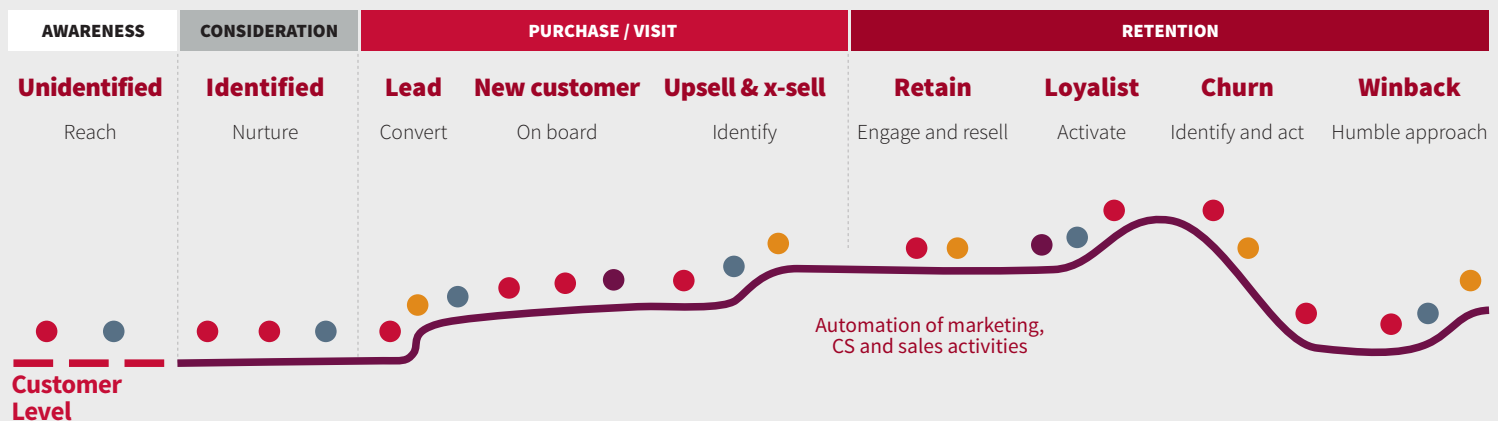 AWARENESS
CONSIDERATION
PURCHASE / VISIT
RETENTION
Unidentified
Identified
Lead
New customer
Upsell & x-sell
Retain
Loyalist
Churn
Winback
Reach
Nurture
Convert
On board
Identify
Engage and resell
Activate
Identify and act
Humble approach
Automation of marketing,
CS and sales activities
Customer
Level